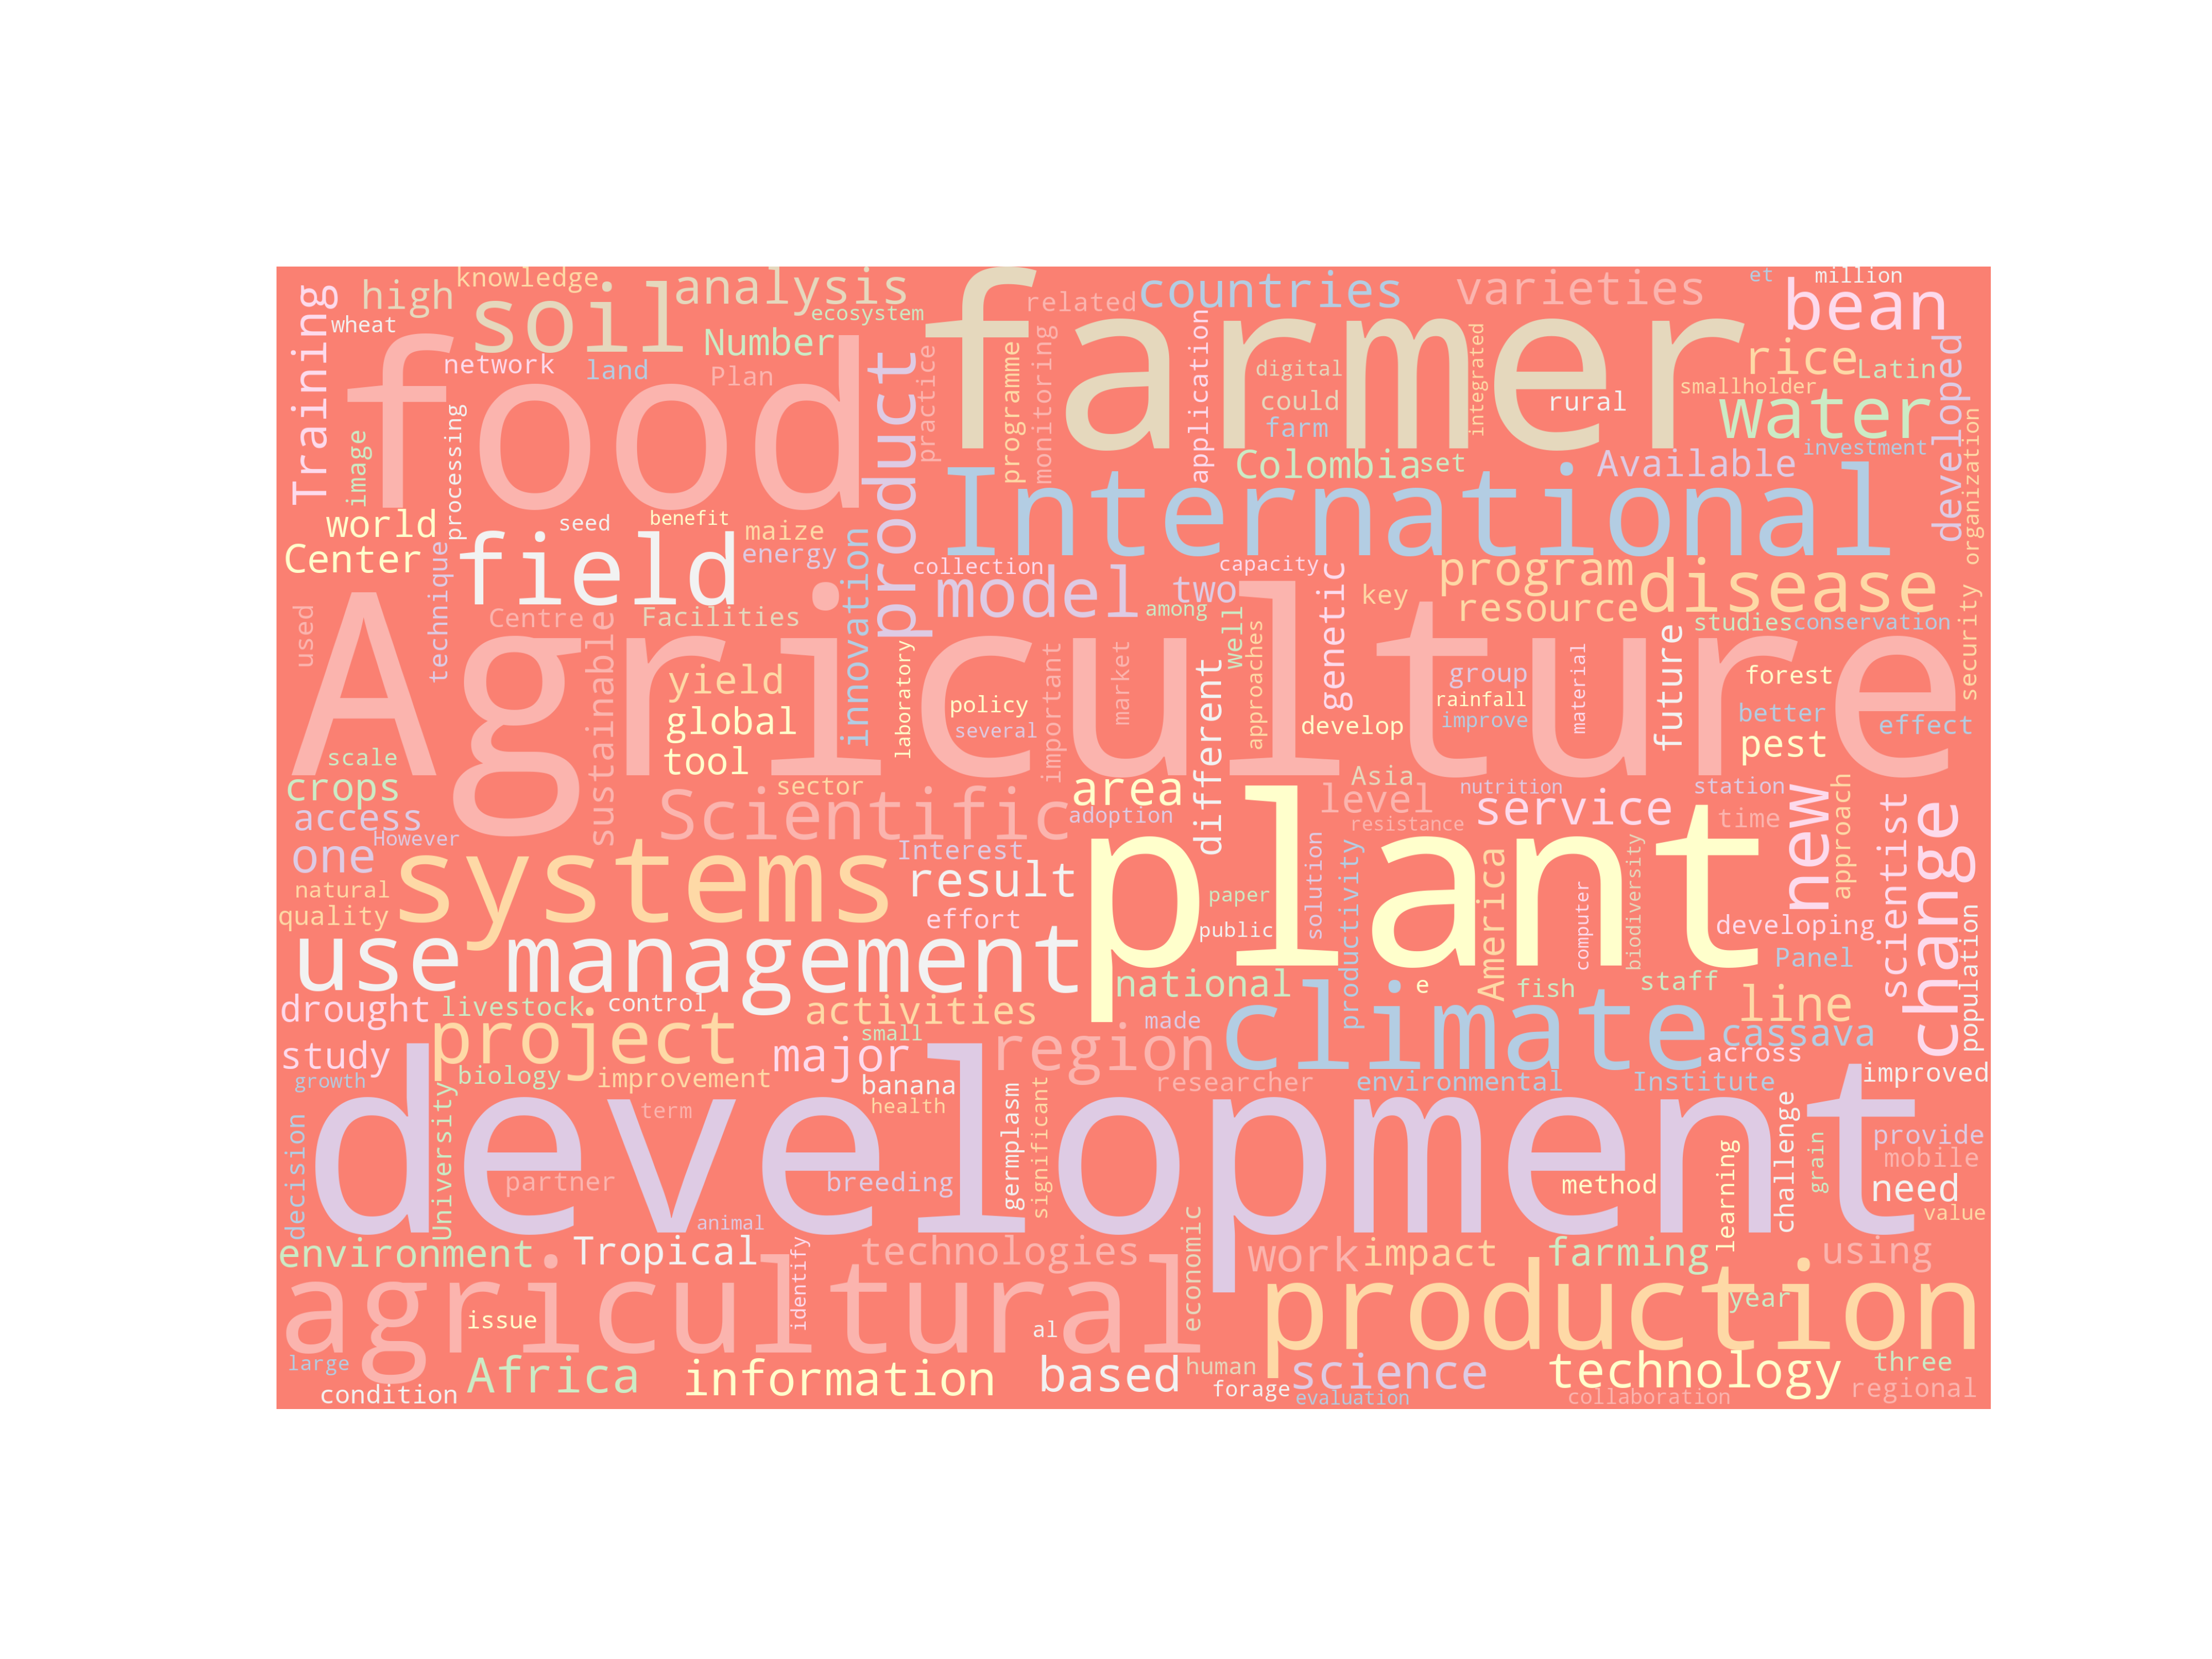 knowledge
analysis
high
soil
ecosystem
Training
wheat
Number
network
land
Plan
related
countries
varieties
et
million
bean
farmer
food
product
practice
programme
monitoring
application
digital
could
farm
integrated
rural
rice
Latin
smallholder
water
developed
investment
organization
image
processing
Colombia
set
Available
International
world
Center
seed
benefit
maize
energy
field
technique
innovation
collection
model
two
capacity
among
genetic
key
program
resource
disease
studies
conservation
security
used
Centre
Facilities
sustainable
Agriculture
yield
global
tool
laboratory
policy
several
important
market
different
well
approaches
develop
group
rainfall
improve
material
future
forest
better
pest
effect
scale
crops
sector
access
However
Scientific
area
adoption
Asia
level
resistance
nutrition
service
station
time
approach
new
scientist
change
one
natural
quality
systems
Interest
result
effort
plant
paper
public
solution
productivity
America
computer
biodiversity
developing
Panel
population
use
management
drought
livestock
control
activities
small
national
e
fish
staff
line
study
project
major
made
region
climate
cassava
across
growth
biology
improvement
banana
health
researcher
environmental
Institute
improved
decision
University
term
development
partner
breeding
animal
germplasm
significant
method
learning
challenge
grain
provide
mobile
need
value
environment
Tropical
identify
technologies
economic
work
impact
farming
using
agricultural
issue
al
production
year
large
condition
Africa
information
based
human
forage
science
evaluation
technology
collaboration
three
regional